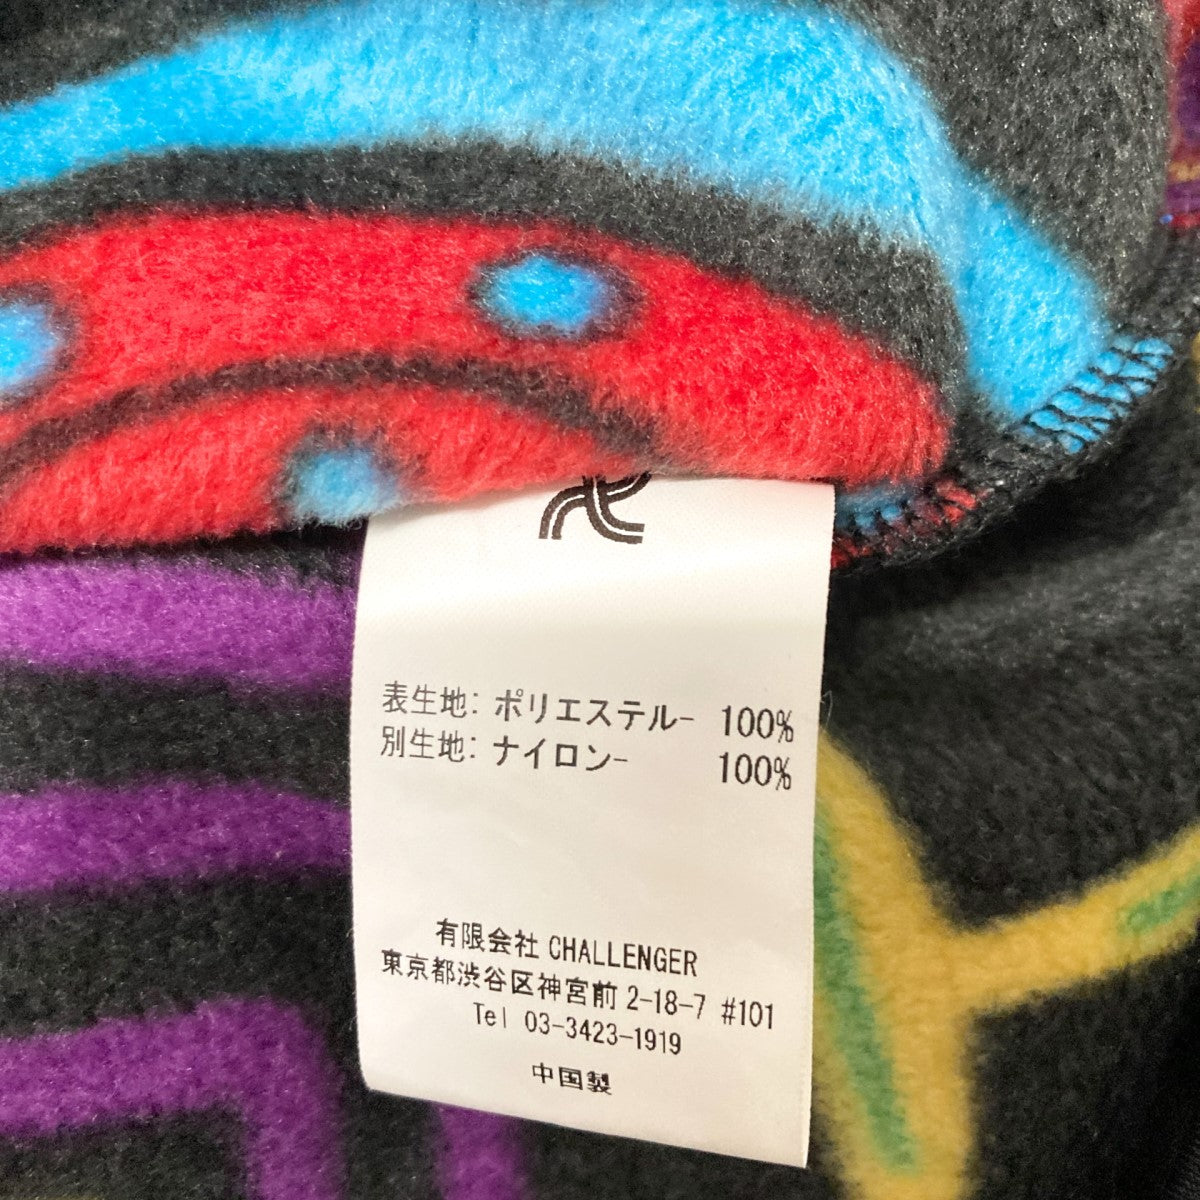 表生地: ポリエステル- 100%
別生地: ナイロン- 100%
有限会社 CHALLENGER
東京都渋谷区神宮前 2-18-7 #101
Tel 03-3423-1919
中国製